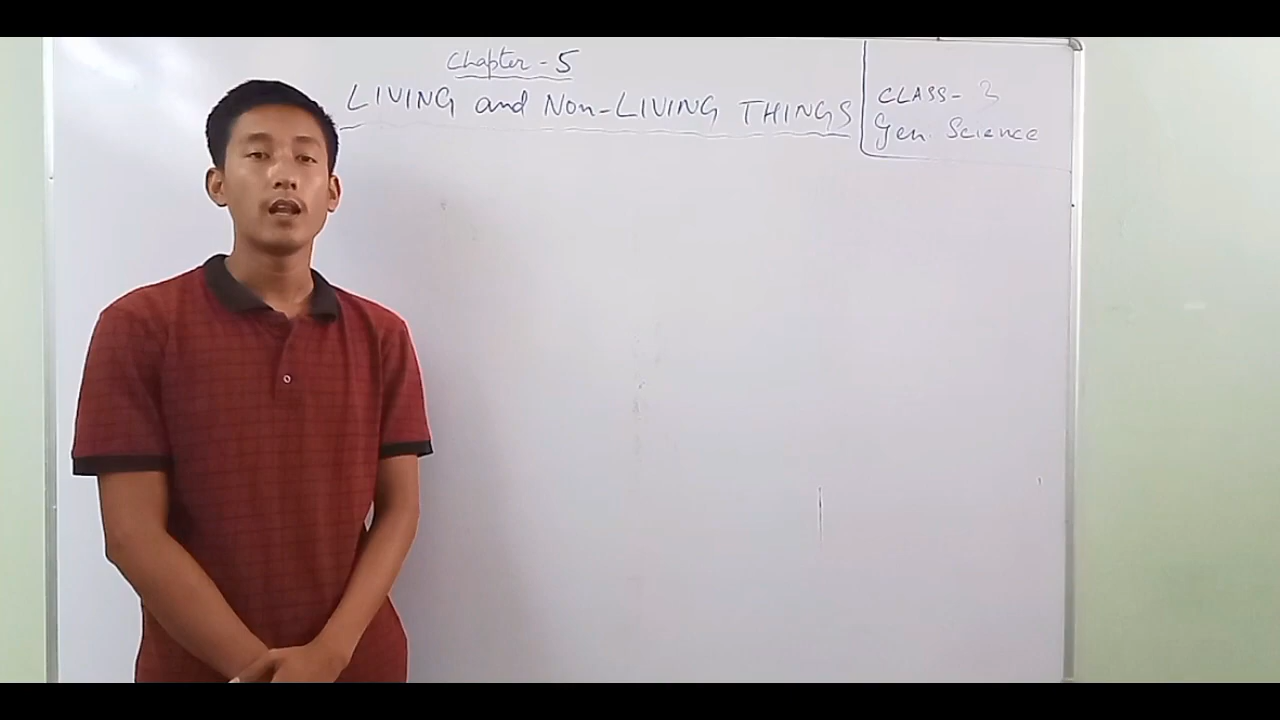 Chapter - 5
LIVING and Non-LIVING THINGS
CLASS - 3
Gen. Science